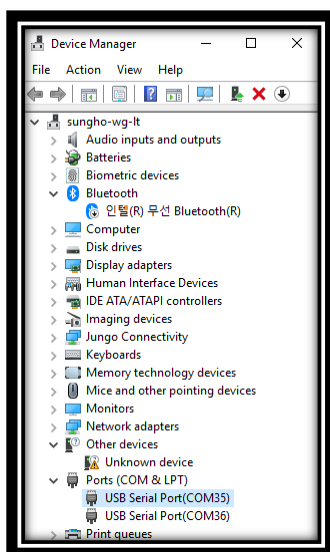 Device Manager
File Action View Help
sungho-wg-lt
Audio inputs and outputs
Batteries
Biometric devices
Bluetooth
인텔(R) 무선 Bluetooth(R)
Computer
Disk drives
Display adapters
Human Interface Devices
IDE ATA/ATAPI controllers
Imaging devices
Jungo Connectivity
Keyboards
Memory technology devices
Mice and other pointing devices
Monitors
Network adapters
Other devices
Unknown device
Ports (COM & LPT)
USB Serial Port(COM35)
USB Serial Port(COM36)
Print queues